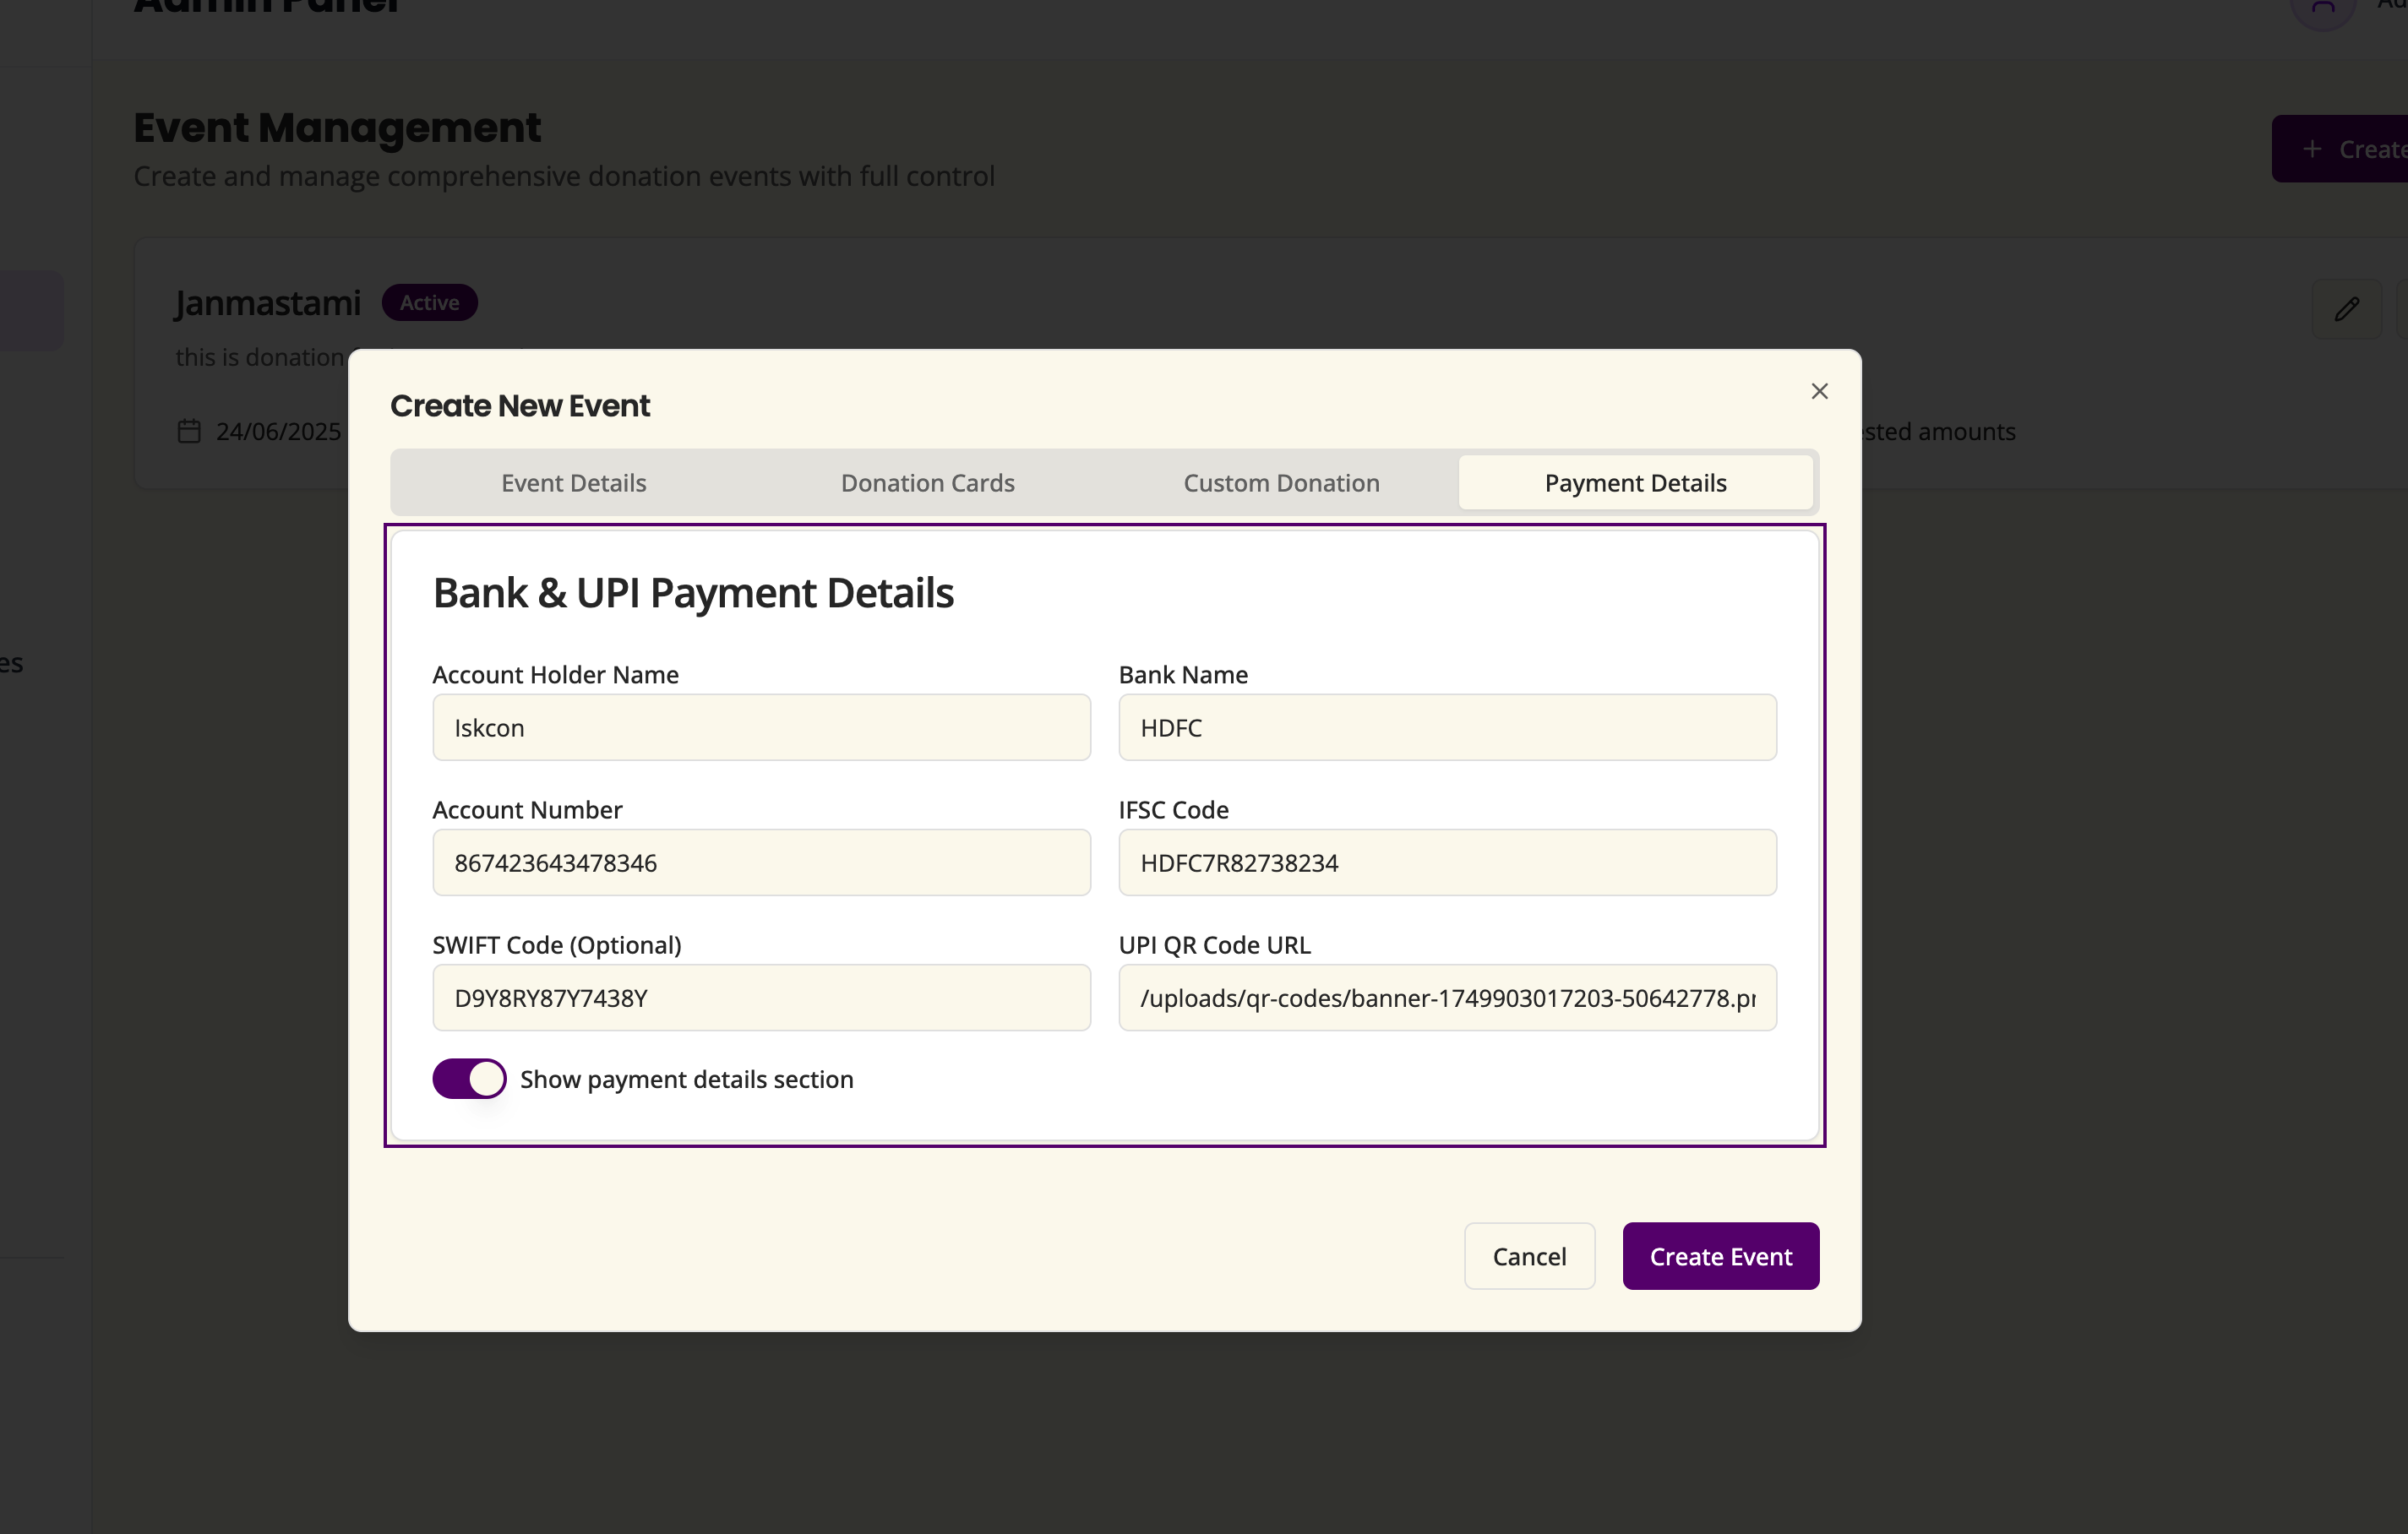 Admin Panel
Event Management
Create and manage comprehensive donation events with full control
Create
Janmastami
Active
this is donation
24/06/2025
amounts
es
Create New Event
Event Details
Donation Cards
Custom Donation
Payment Details
Bank & UPI Payment Details
Account Holder Name
Bank Name
Iskcon
HDFC
Account Number
IFSC Code
867423643478346
HDFC7R82738234
SWIFT Code (Optional)
UPI QR Code URL
D9Y8RY87Y7438Y
/uploads/qr-codes/banner-1749903017203-50642778.pr
Show payment details section
Cancel
Create Event